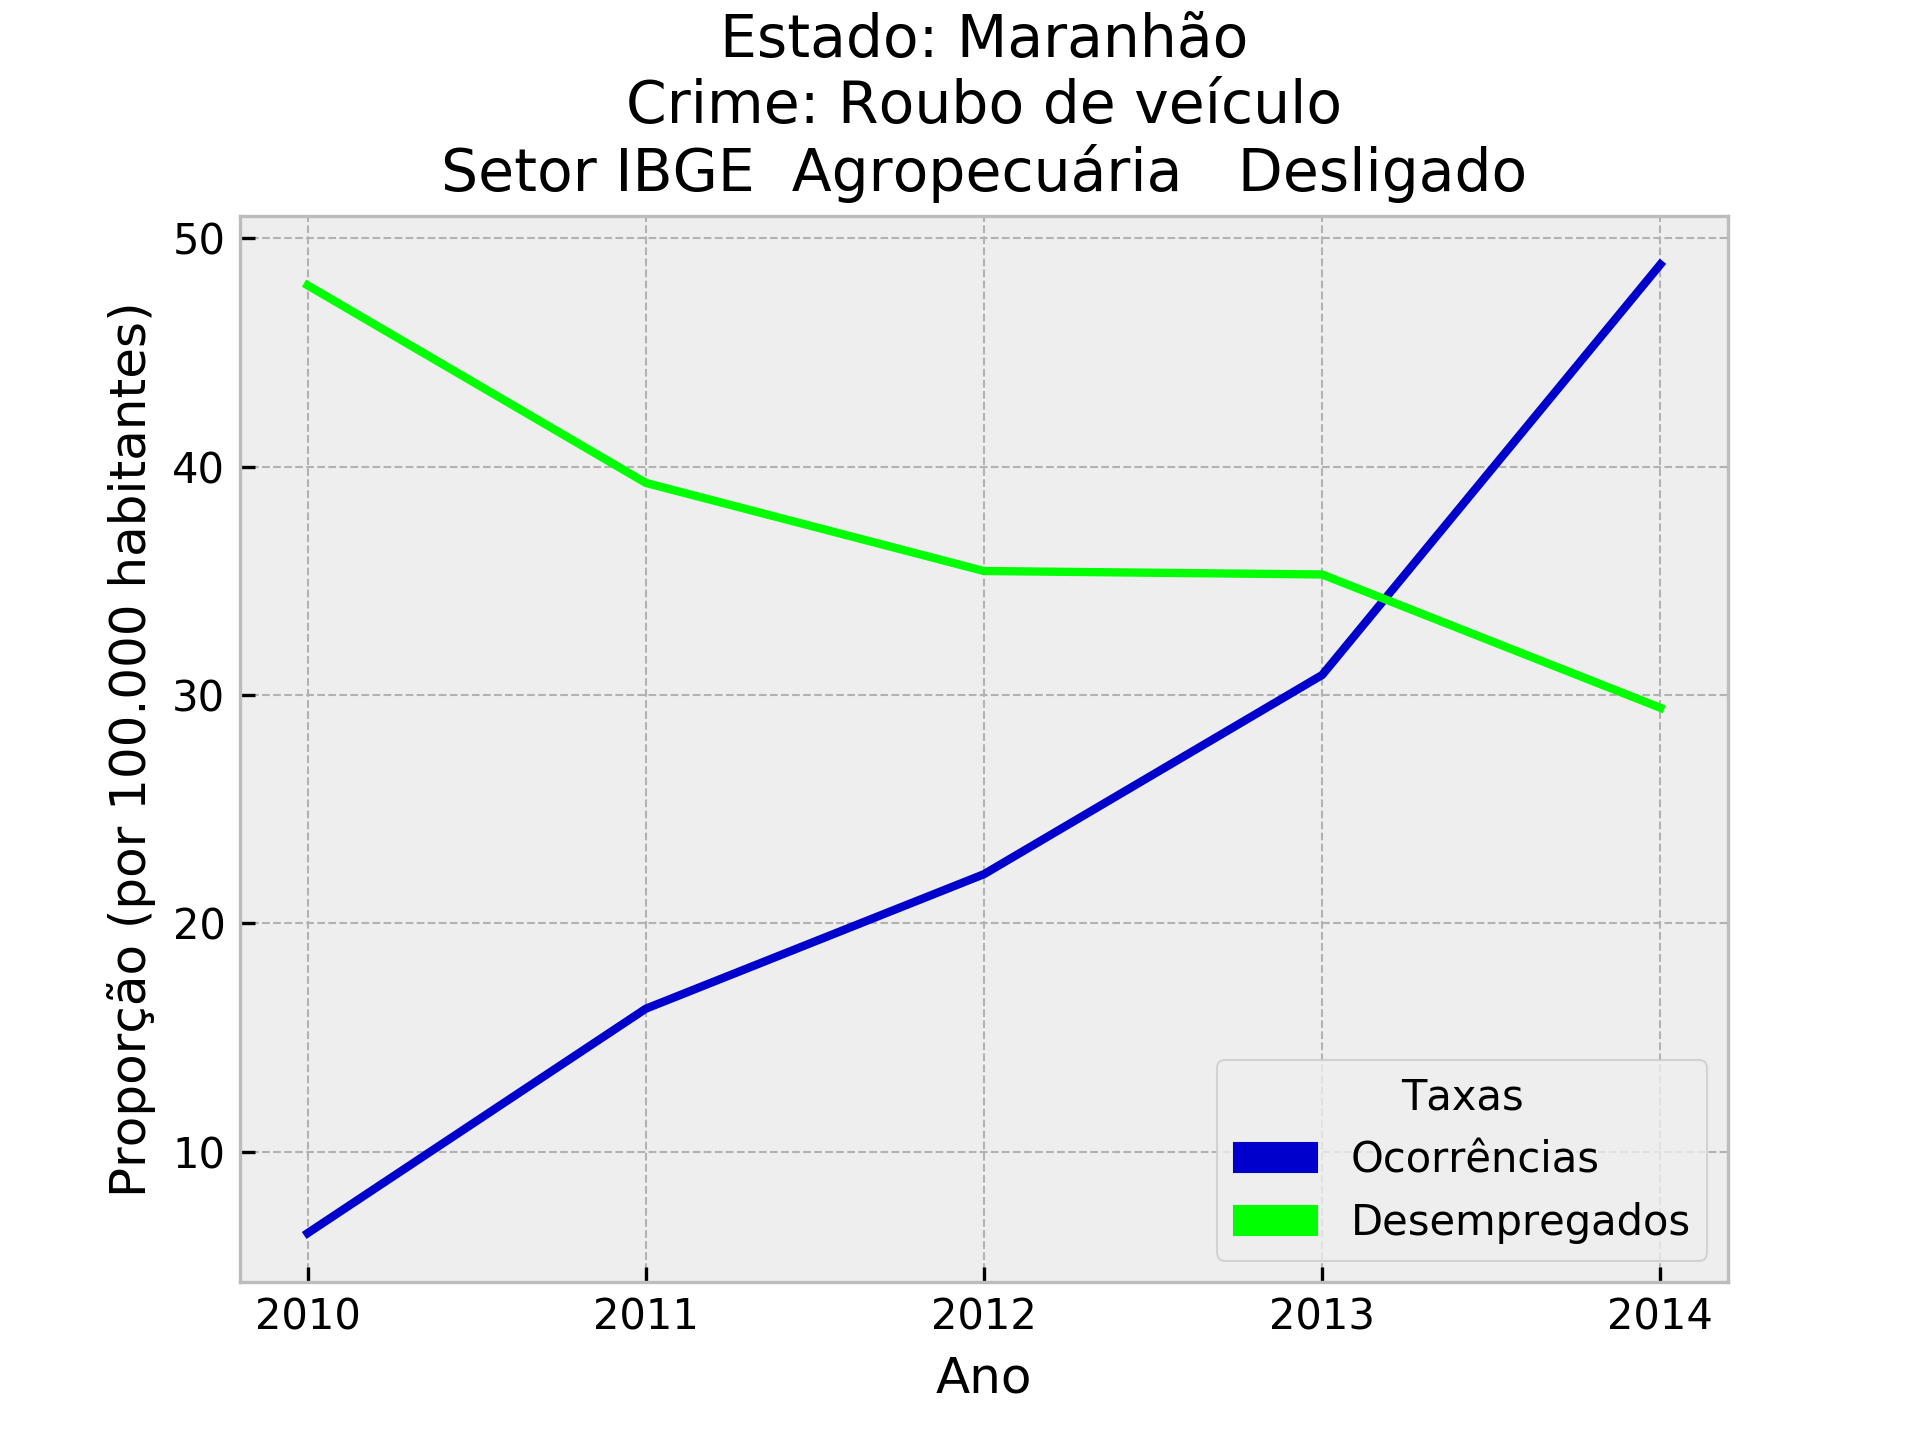 Estado: Maranhão
Crime: Roubo de veículo
Setor IBGE  Agropecuária   Desligado
Proporção (por 100.000 habitantes)
50
40
30
20
10
Taxas
Ocorrências
Desempregados
2010 2011 2012 2013 2014
Ano